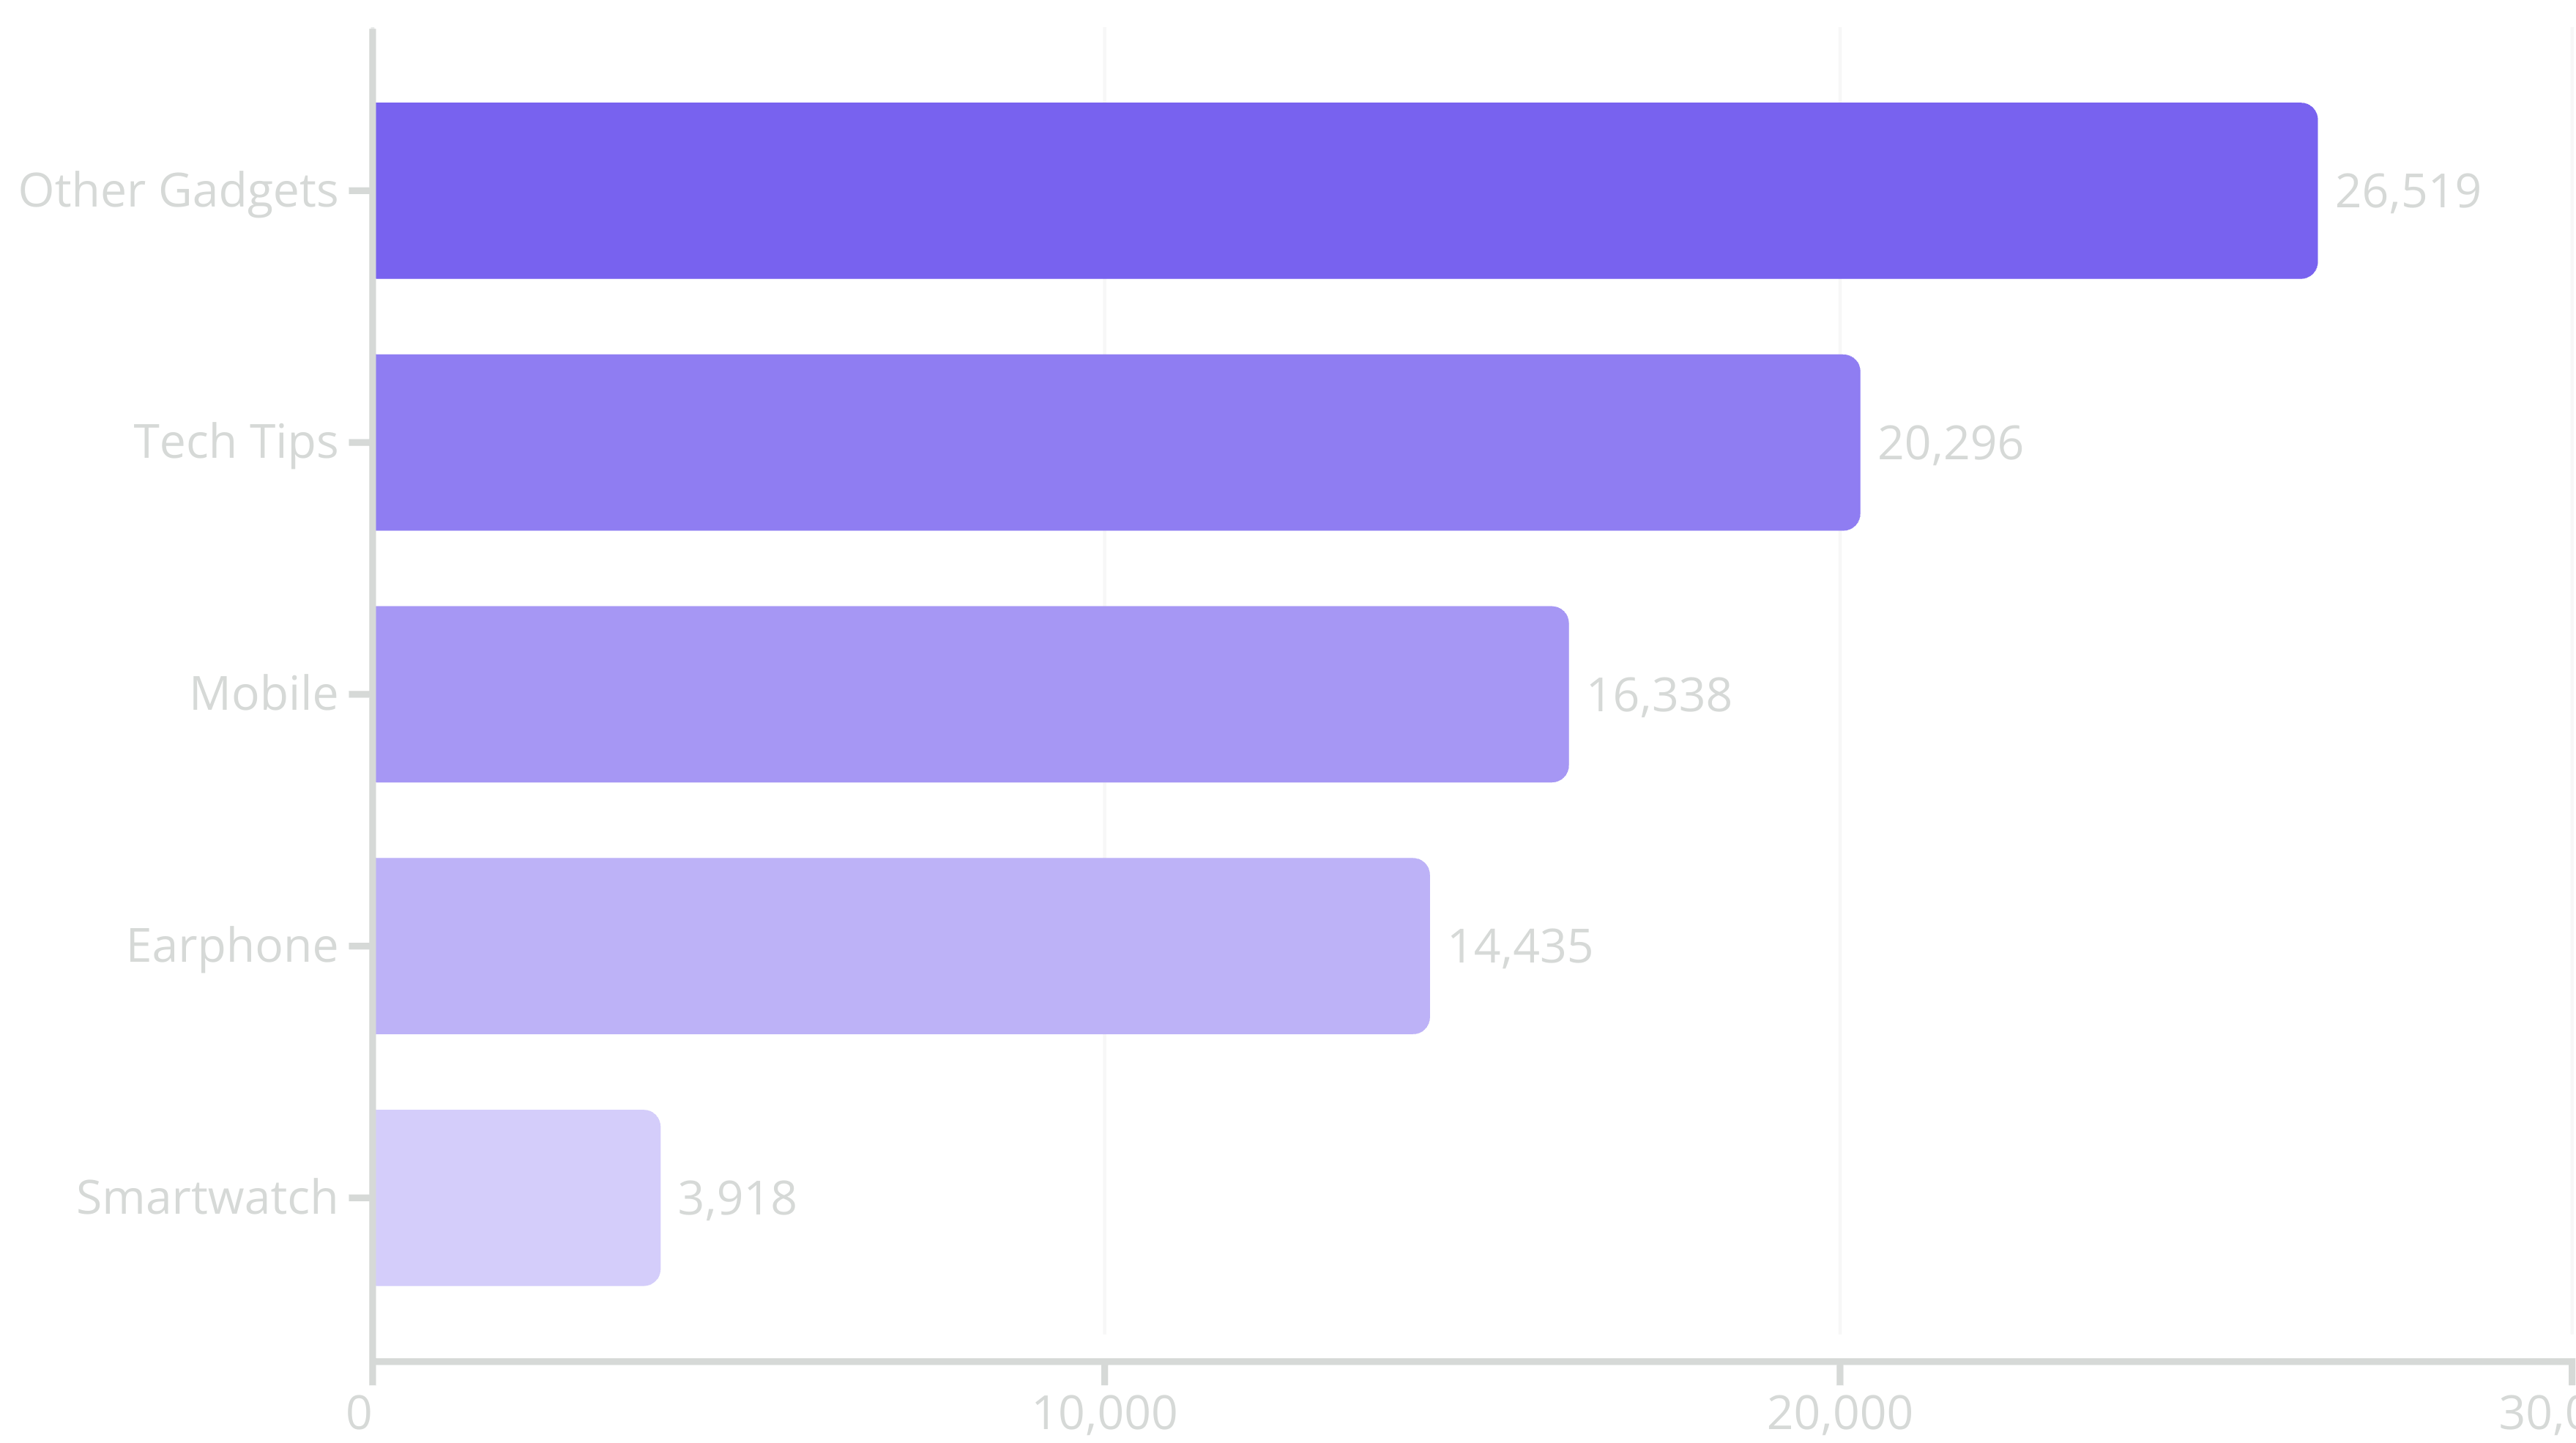 Other Gadgets 26,519
Tech Tips 20,296
Mobile 16,338
Earphone 14,435
Smartwatch 3,918
0 10,000 20,000